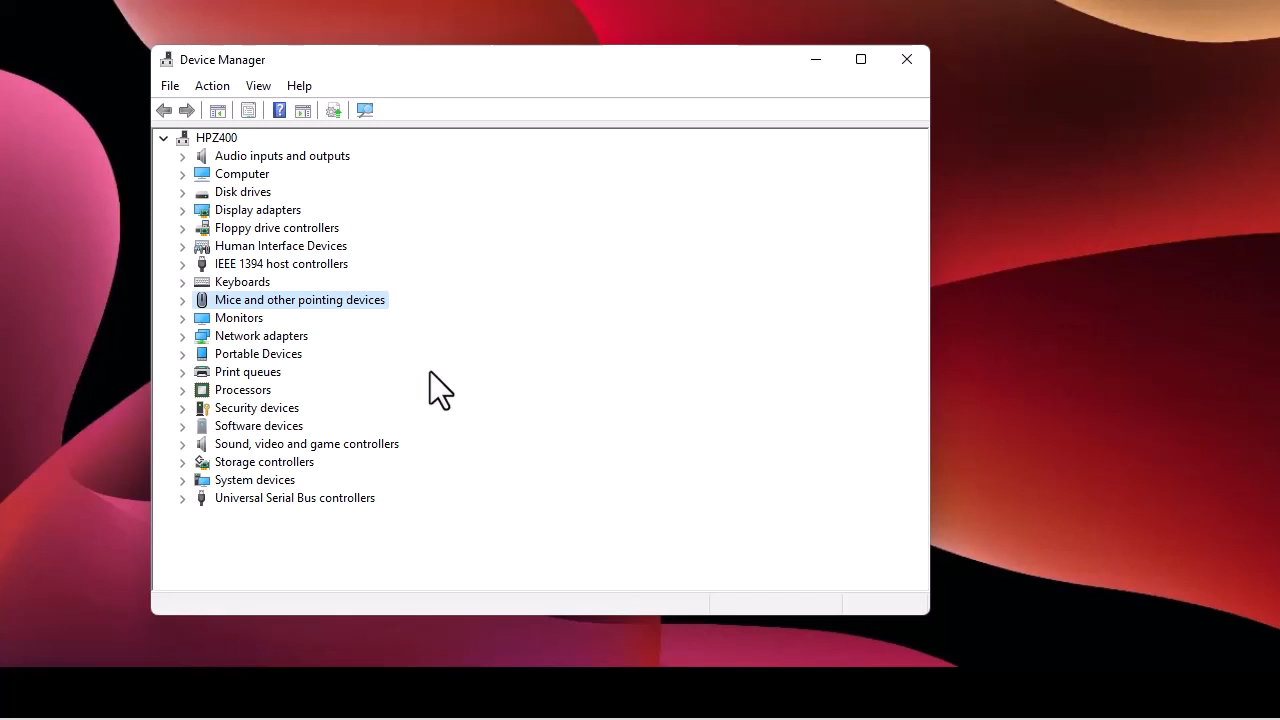 Device Manager
File Action View Help
HPZ400
Audio inputs and outputs
Computer
Disk drives
Display adapters
Floppy drive controllers
Human Interface Devices
IEEE 1394 host controllers
Keyboards
Mice and other pointing devices
Monitors
Network adapters
Portable Devices
Print queues
Processors
Security devices
Software devices
Sound, video and game controllers
Storage controllers
System devices
Universal Serial Bus controllers